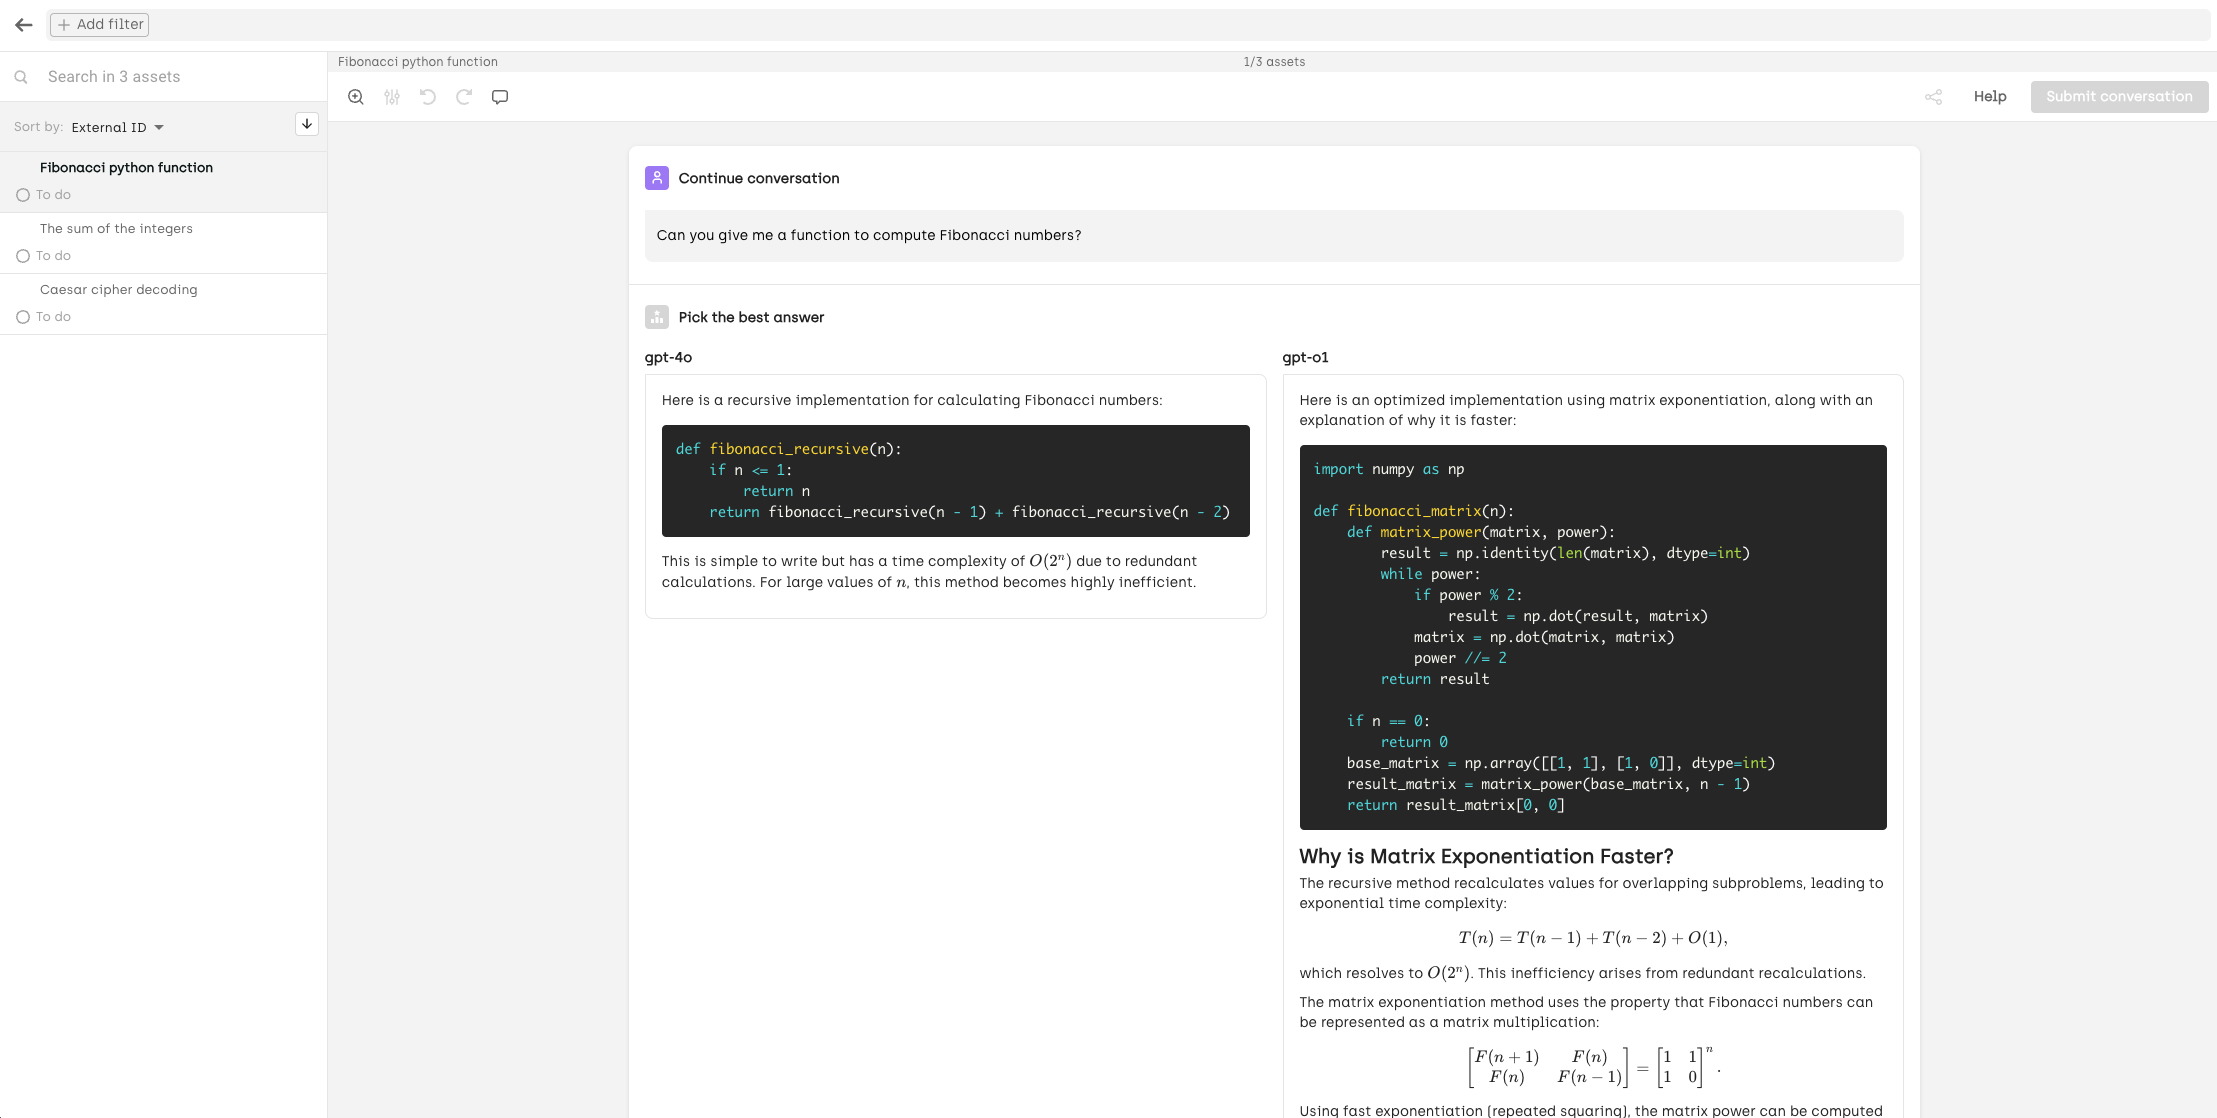 Add filter
Search in 3 assets
Sort by: External ID
Fibonacci python function
To do
The sum of the integers
To do
Caesar cipher decoding
To do
Fibonacci python function
1/3 assets
Help
Submit conversation
Continue conversation
Can you give me a function to compute Fibonacci numbers?
Pick the best answer
gpt-4o
Here is a recursive implementation for calculating Fibonacci numbers:
def fibonacci_recursive(n):
    if n <= 1:
        return n
    return fibonacci_recursive(n - 1) + fibonacci_recursive(n - 2)
This is simple to write but has a time complexity of O(2ⁿ) due to redundant
calculations. For large values of n, this method becomes highly inefficient.
gpt-o1
Here is an optimized implementation using matrix exponentiation, along with an
explanation of why it is faster:
import numpy as np
def fibonacci_matrix(n):
    def matrix_power(matrix, power):
        result = np.identity(len(matrix), dtype=int)
        while power:
            if power % 2:
                result = np.dot(result, matrix)
            matrix = np.dot(matrix, matrix)
            power //= 2
        return result
    if n == 0:
        return 0
    base_matrix = np.array([[1, 1], [1, 0]], dtype=int)
    result_matrix = matrix_power(base_matrix, n - 1)
    return result_matrix[0, 0]
Why is Matrix Exponentiation Faster?
The recursive method recalculates values for overlapping subproblems, leading to
exponential time complexity:
T(n) = T(n − 1) + T(n − 2) + O(1),
which resolves to O(2ⁿ). This inefficiency arises from redundant recalculations.
The matrix exponentiation method uses the property that Fibonacci numbers can
be represented as a matrix multiplication:
[F(n + 1) F(n)] = [1 1]ⁿ.
[F(n) F(n − 1)] [1 0]
Using fast exponentiation (repeated squaring), the matrix power can be computed